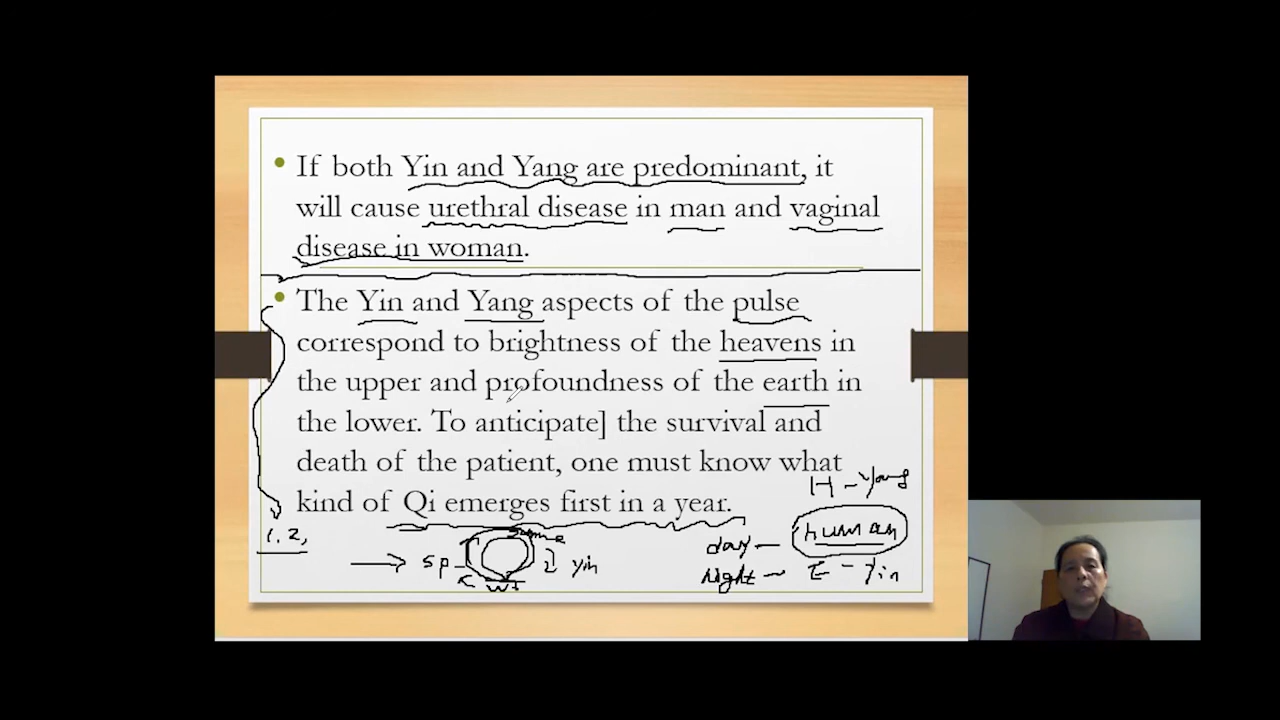 If both Yin and Yang are predominant, it
will cause urethral disease in man and vaginal
disease in woman.
The Yin and Yang aspects of the pulse
correspond to brightness of the heavens in
the upper and profoundness of the earth in
the lower. To anticipate] the survival and
death of the patient, one must know what
kind of Qi emerges first in a year.
H - Yang
1.2,
day — human
Sp yin
Night ~ E - Yin
Wi